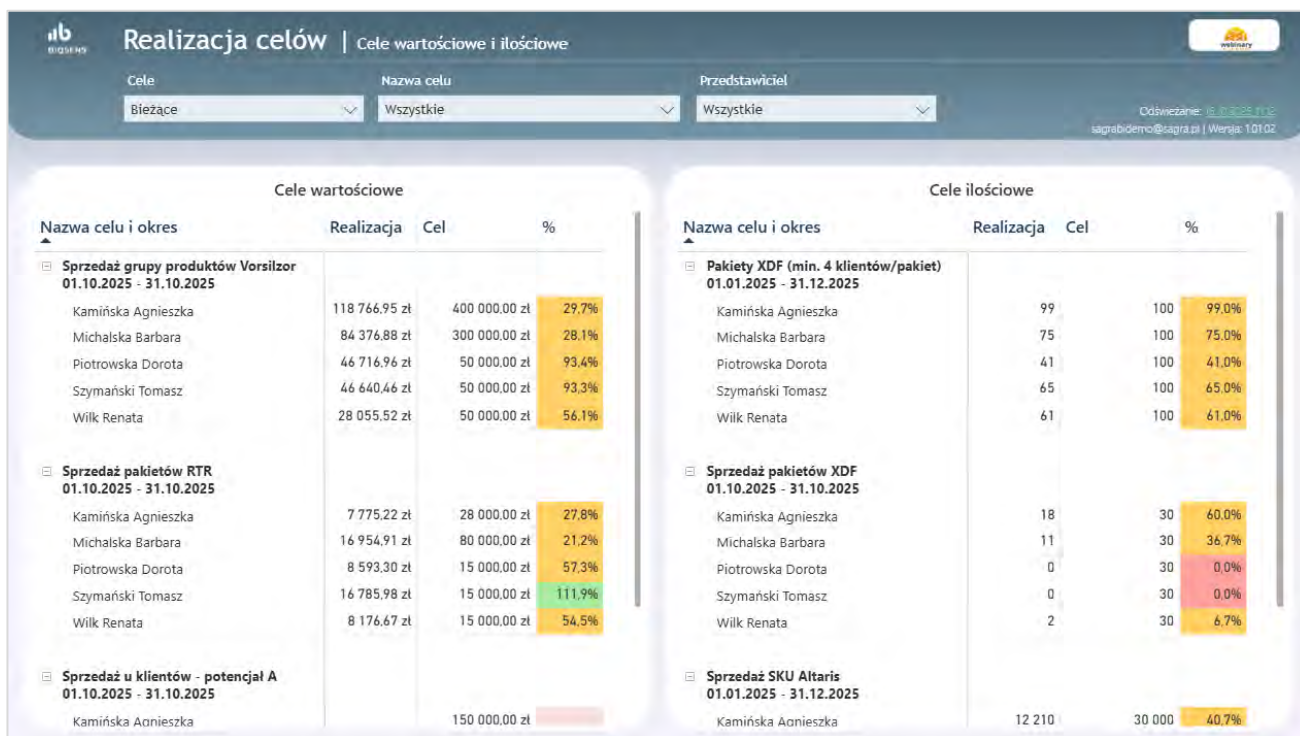 BIQSENS
Realizacja celów | Cele wartościowe i ilościowe
webinary
Cele Nazwa celu Przedstawiciel
Bieżące Wszystkie Wszystkie
Odświeżanie:
sagrabidemo@sagra.pl | Wersja: 1.01.02
Cele wartościowe
Nazwa celu i okres Realizacja Cel %
Sprzedaż grupy produktów Vorsilzor
01.10.2025 - 31.10.2025
Kamińska Agnieszka 118 766,95 zł 400 000,00 zł 29,7%
Michalska Barbara 84 376,88 zł 300 000,00 zł 28,1%
Piotrowska Dorota 46 716,96 zł 50 000,00 zł 93,4%
Szymański Tomasz 46 640,46 zł 50 000,00 zł 93,3%
Wilk Renata 28 055,52 zł 50 000,00 zł 56,1%
Sprzedaż pakietów RTR
01.10.2025 - 31.10.2025
Kamińska Agnieszka 7 775,22 zł 28 000,00 zł 27,8%
Michalska Barbara 16 954,91 zł 80 000,00 zł 21,2%
Piotrowska Dorota 8 593,30 zł 15 000,00 zł 57,3%
Szymański Tomasz 16 785,98 zł 15 000,00 zł 111,9%
Wilk Renata 8 176,67 zł 15 000,00 zł 54,5%
Sprzedaż u klientów - potencjał A
01.10.2025 - 31.10.2025
Kamińska Agnieszka 150 000,00 zł
Cele ilościowe
Nazwa celu i okres Realizacja Cel %
Pakiety XDF (min. 4 klientów/pakiet)
01.01.2025 - 31.12.2025
Kamińska Agnieszka 99 100 99,0%
Michalska Barbara 75 100 75,0%
Piotrowska Dorota 41 100 41,0%
Szymański Tomasz 65 100 65,0%
Wilk Renata 61 100 61,0%
Sprzedaż pakietów XDF
01.10.2025 - 31.10.2025
Kamińska Agnieszka 18 30 60,0%
Michalska Barbara 11 30 36,7%
Piotrowska Dorota 0 30 0,0%
Szymański Tomasz 0 30 0,0%
Wilk Renata 2 30 6,7%
Sprzedaż SKU Altaris
01.01.2025 - 31.12.2025
Kamińska Agnieszka 12 210 30 000 40,7%